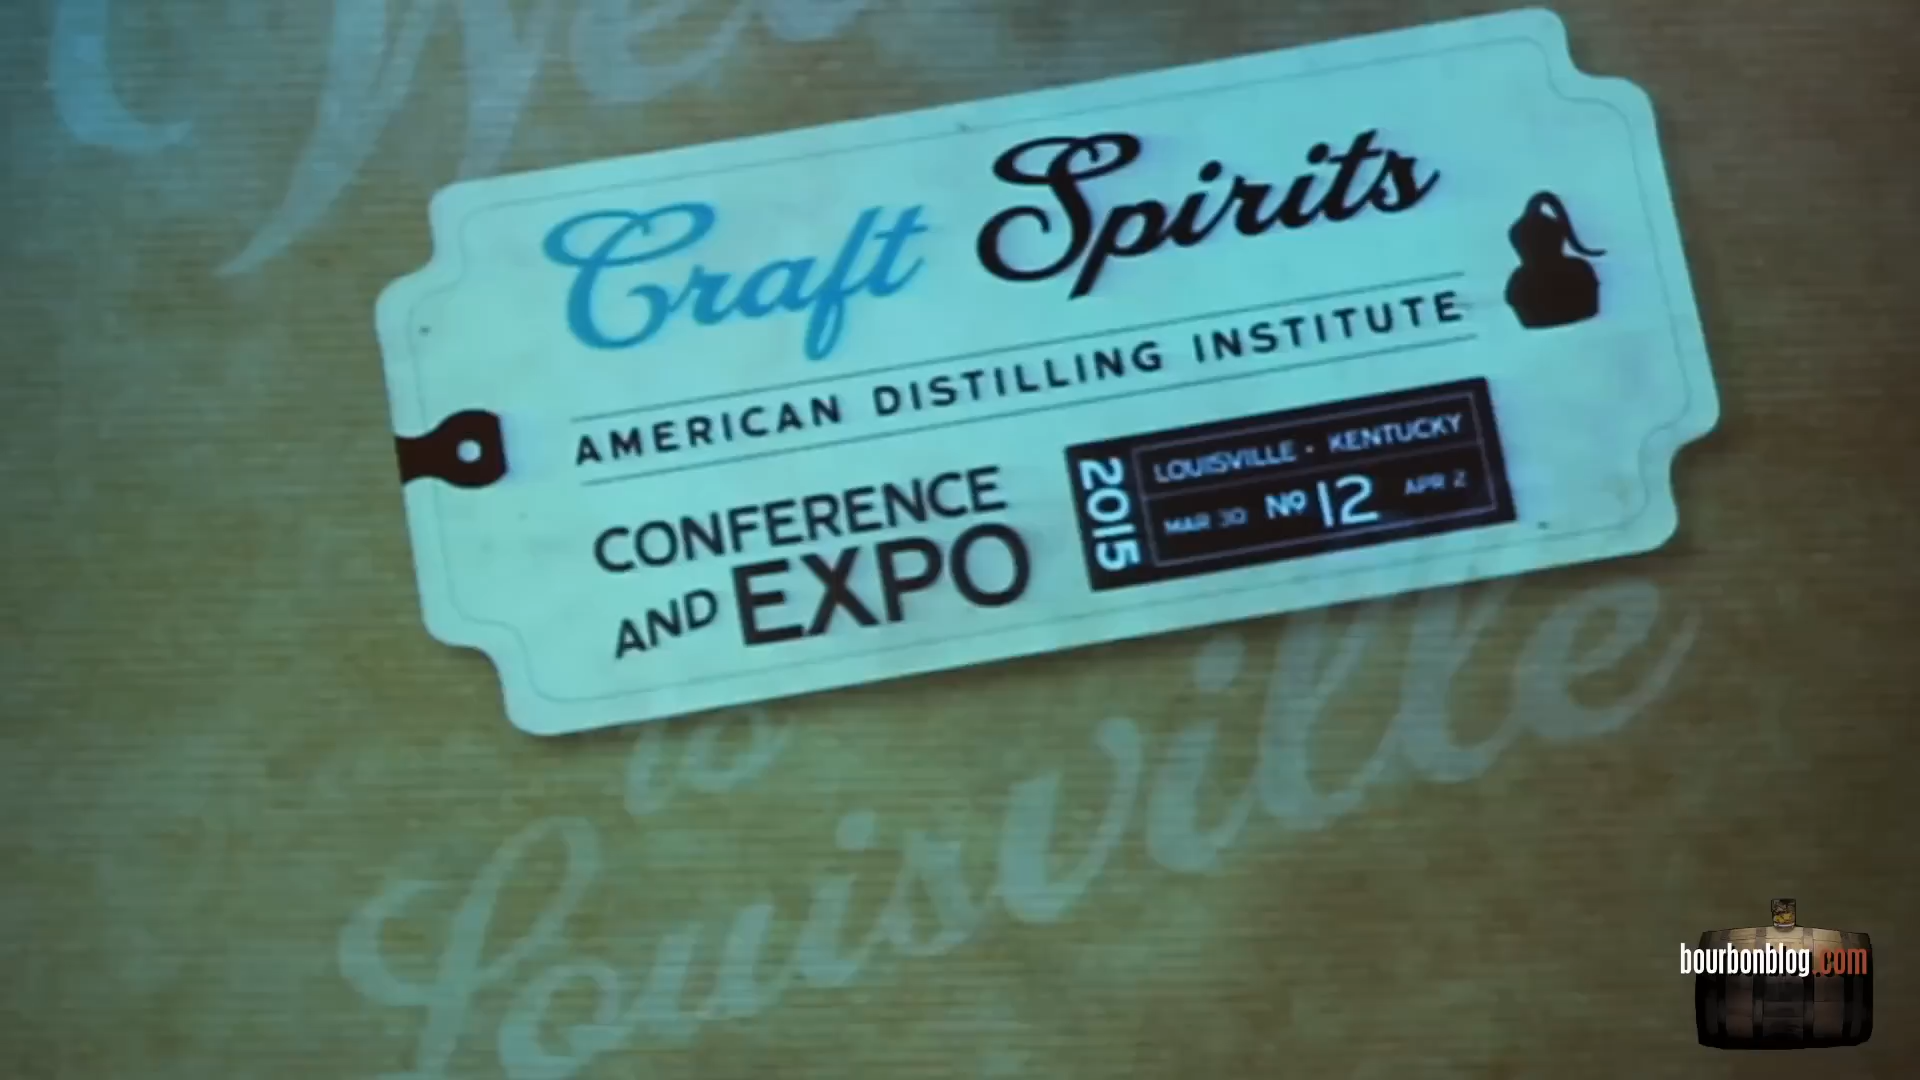 Craft Spirits
AMERICAN DISTILLING INSTITUTE
CONFERENCE
AND EXPO
2015
LOUISVILLE • KENTUCKY
MAR 30 Nº 12 APR 2
to
Louisville
bourbonblog.com